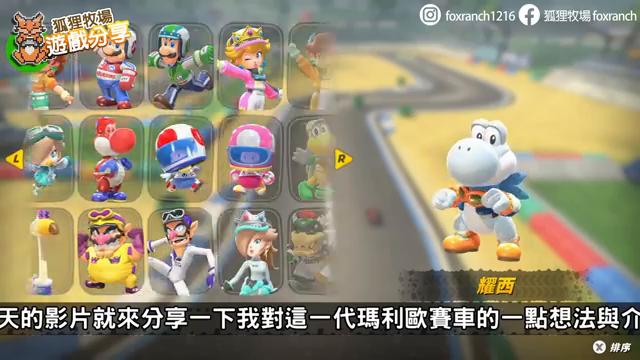 狐狸牧場
遊戲分享
foxranch1216
狐狸牧場 foxranch
L
R
耀西
天的影片就來分享一下我對這一代瑪利歐賽車的一點想法與介
X 排序